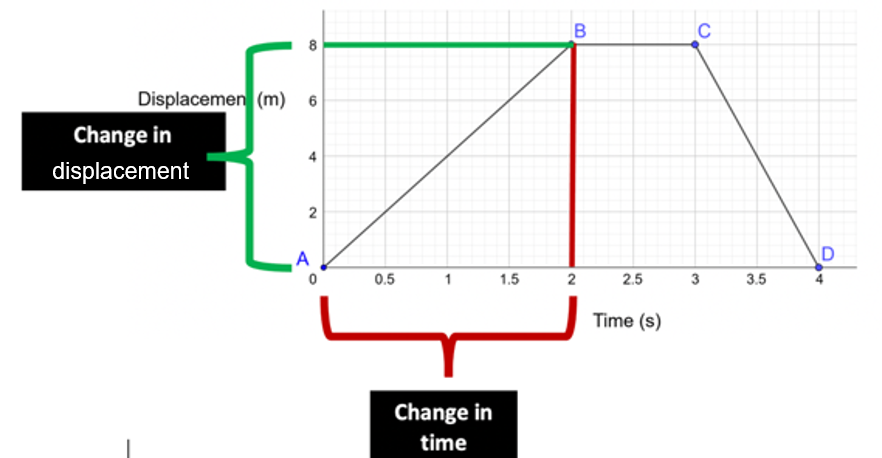 B
C
8
Displacement (m)
6
Change in
displacement
4
2
A
D
0
0.5
1
1.5
2
2.5
3
3.5
4
Time (s)
Change in
time